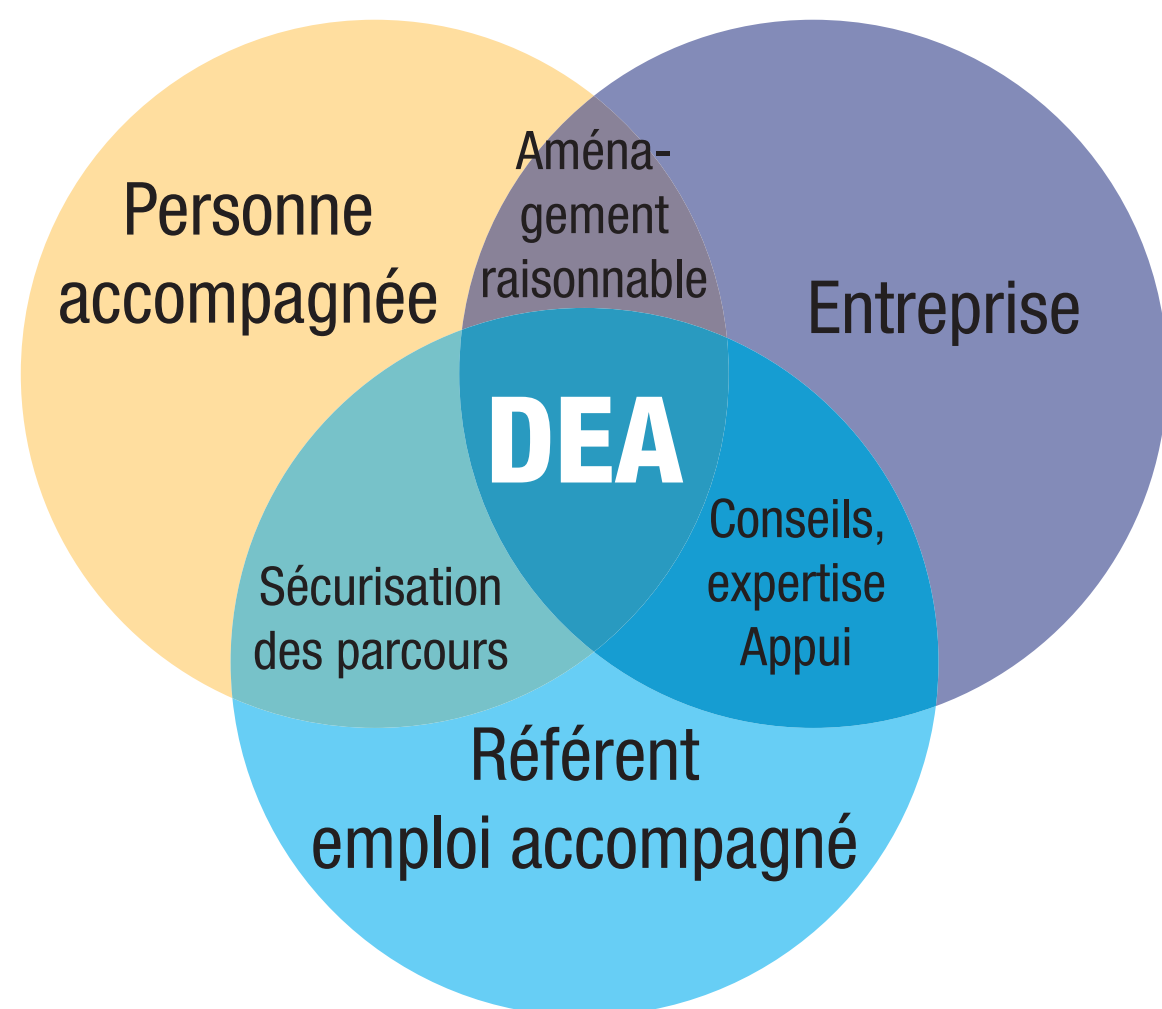 Personne
accompagnée
Aména-
gement
raisonnable
Entreprise
DEA
Sécurisation
des parcours
Conseils,
expertise
Appui
Référent
emploi accompagné